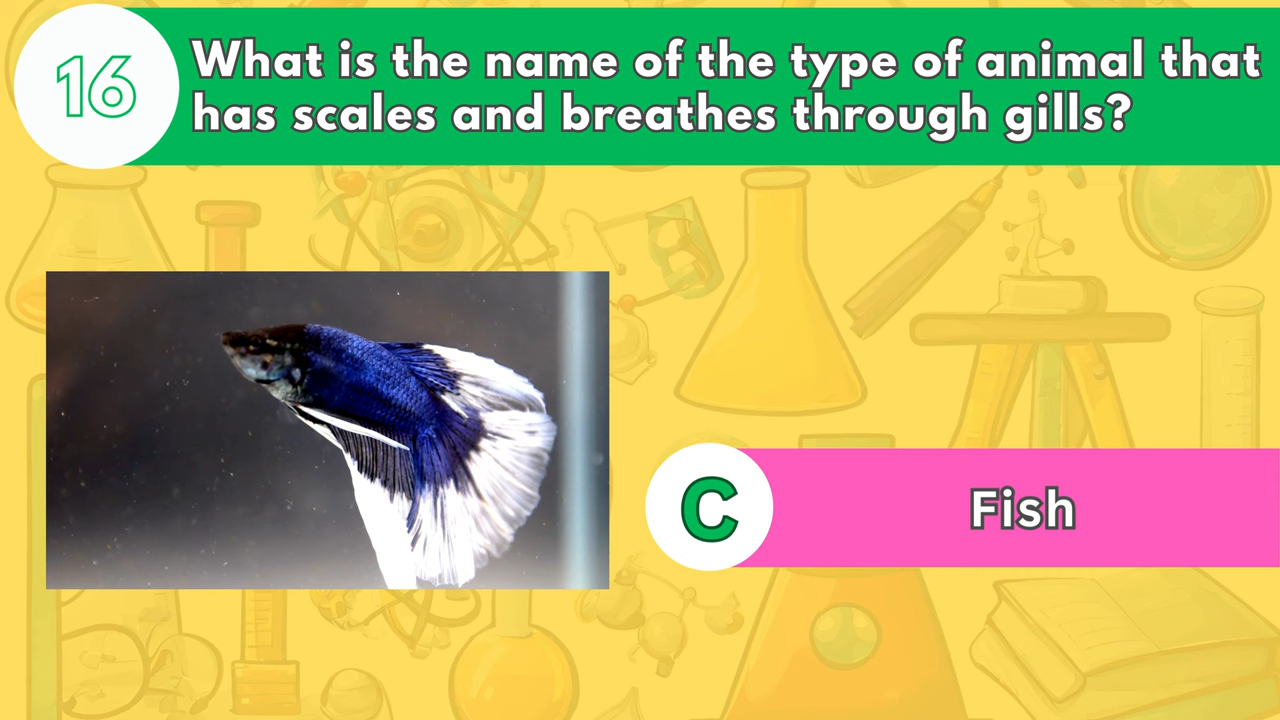 16
What is the name of the type of animal that
has scales and breathes through gills?
C
Fish